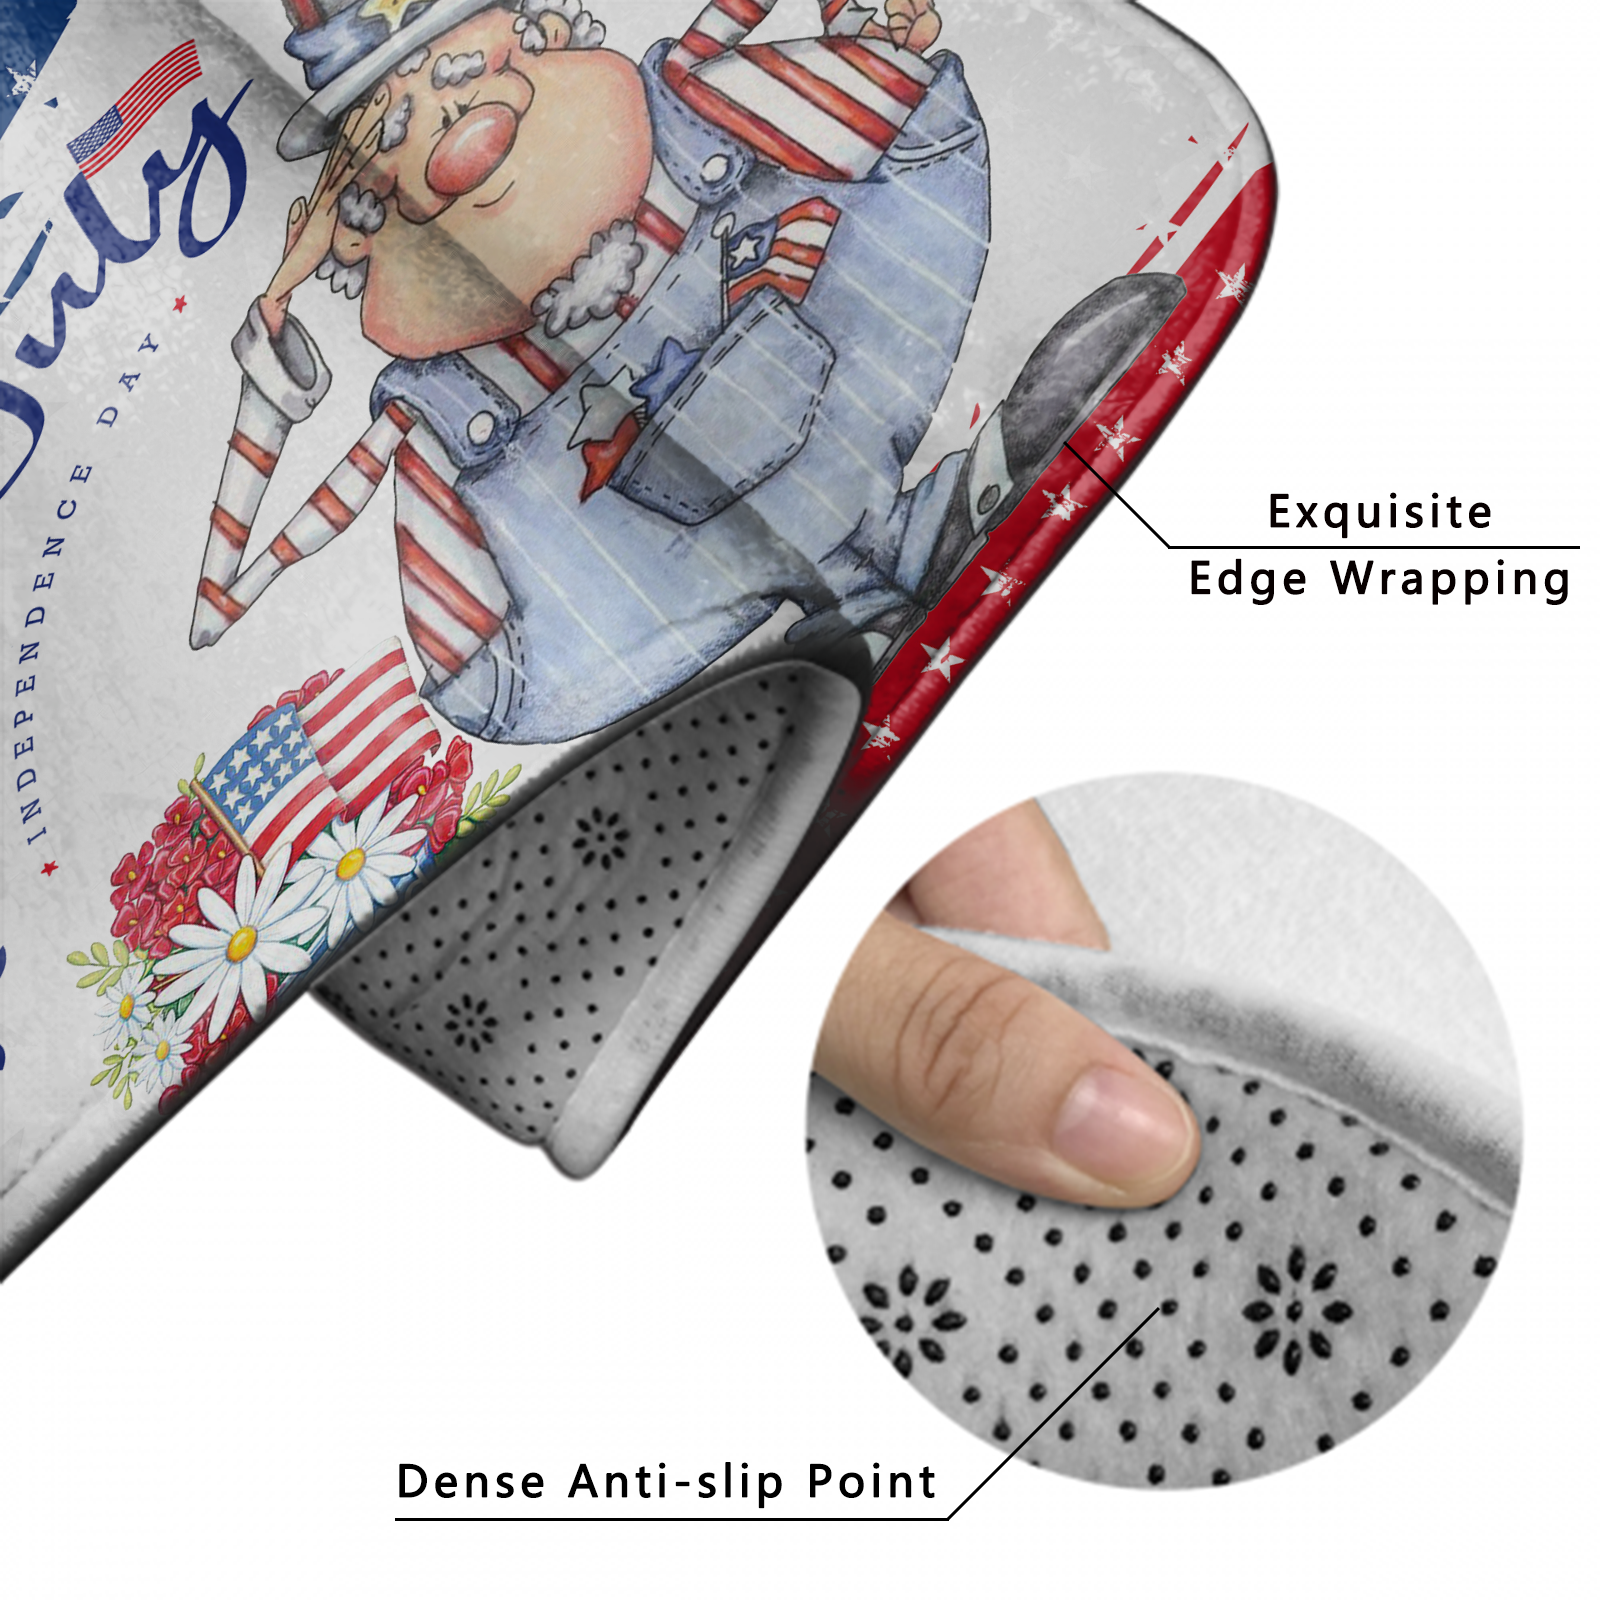 July
★ INDEPENDENCE DAY ★
Exquisite
Edge Wrapping
Dense Anti-slip Point